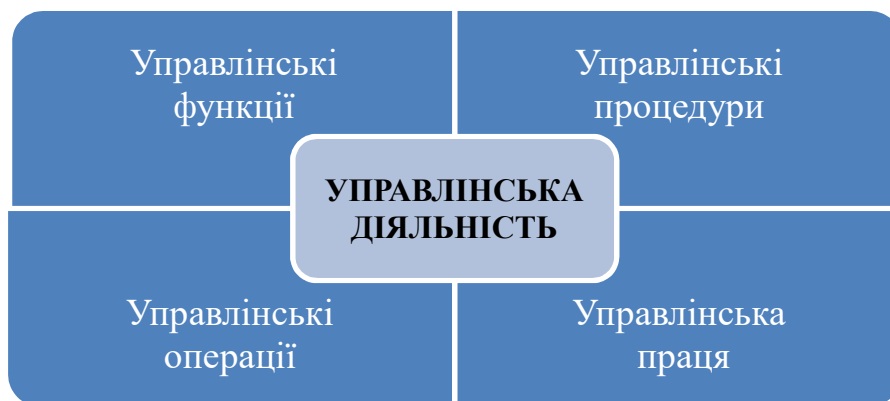 Управлінські
функції
Управлінські
процедури
УПРАВЛІНСЬКА
ДІЯЛЬНІСТЬ
Управлінські
операції
Управлінська
праця